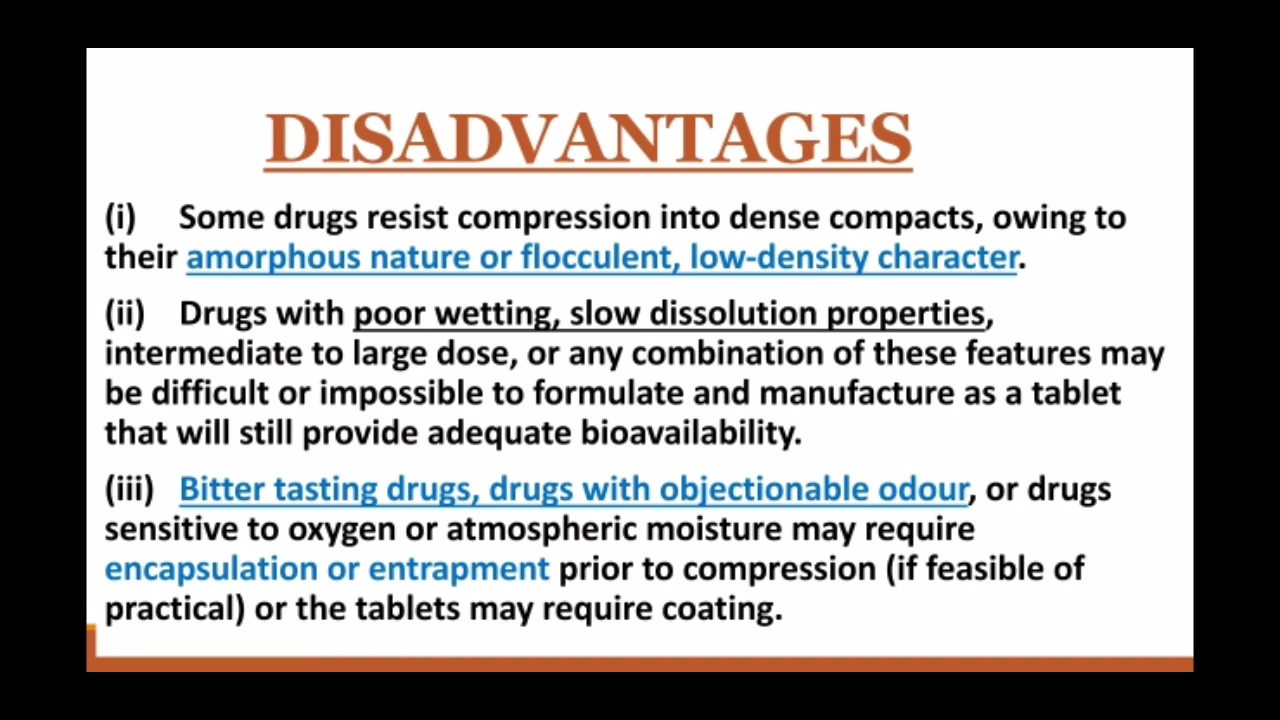 DISADVANTAGES
(i) Some drugs resist compression into dense compacts, owing to
their amorphous nature or flocculent, low-density character.
(ii) Drugs with poor wetting, slow dissolution properties,
intermediate to large dose, or any combination of these features may
be difficult or impossible to formulate and manufacture as a tablet
that will still provide adequate bioavailability.
(iii) Bitter tasting drugs, drugs with objectionable odour, or drugs
sensitive to oxygen or atmospheric moisture may require
encapsulation or entrapment prior to compression (if feasible of
practical) or the tablets may require coating.